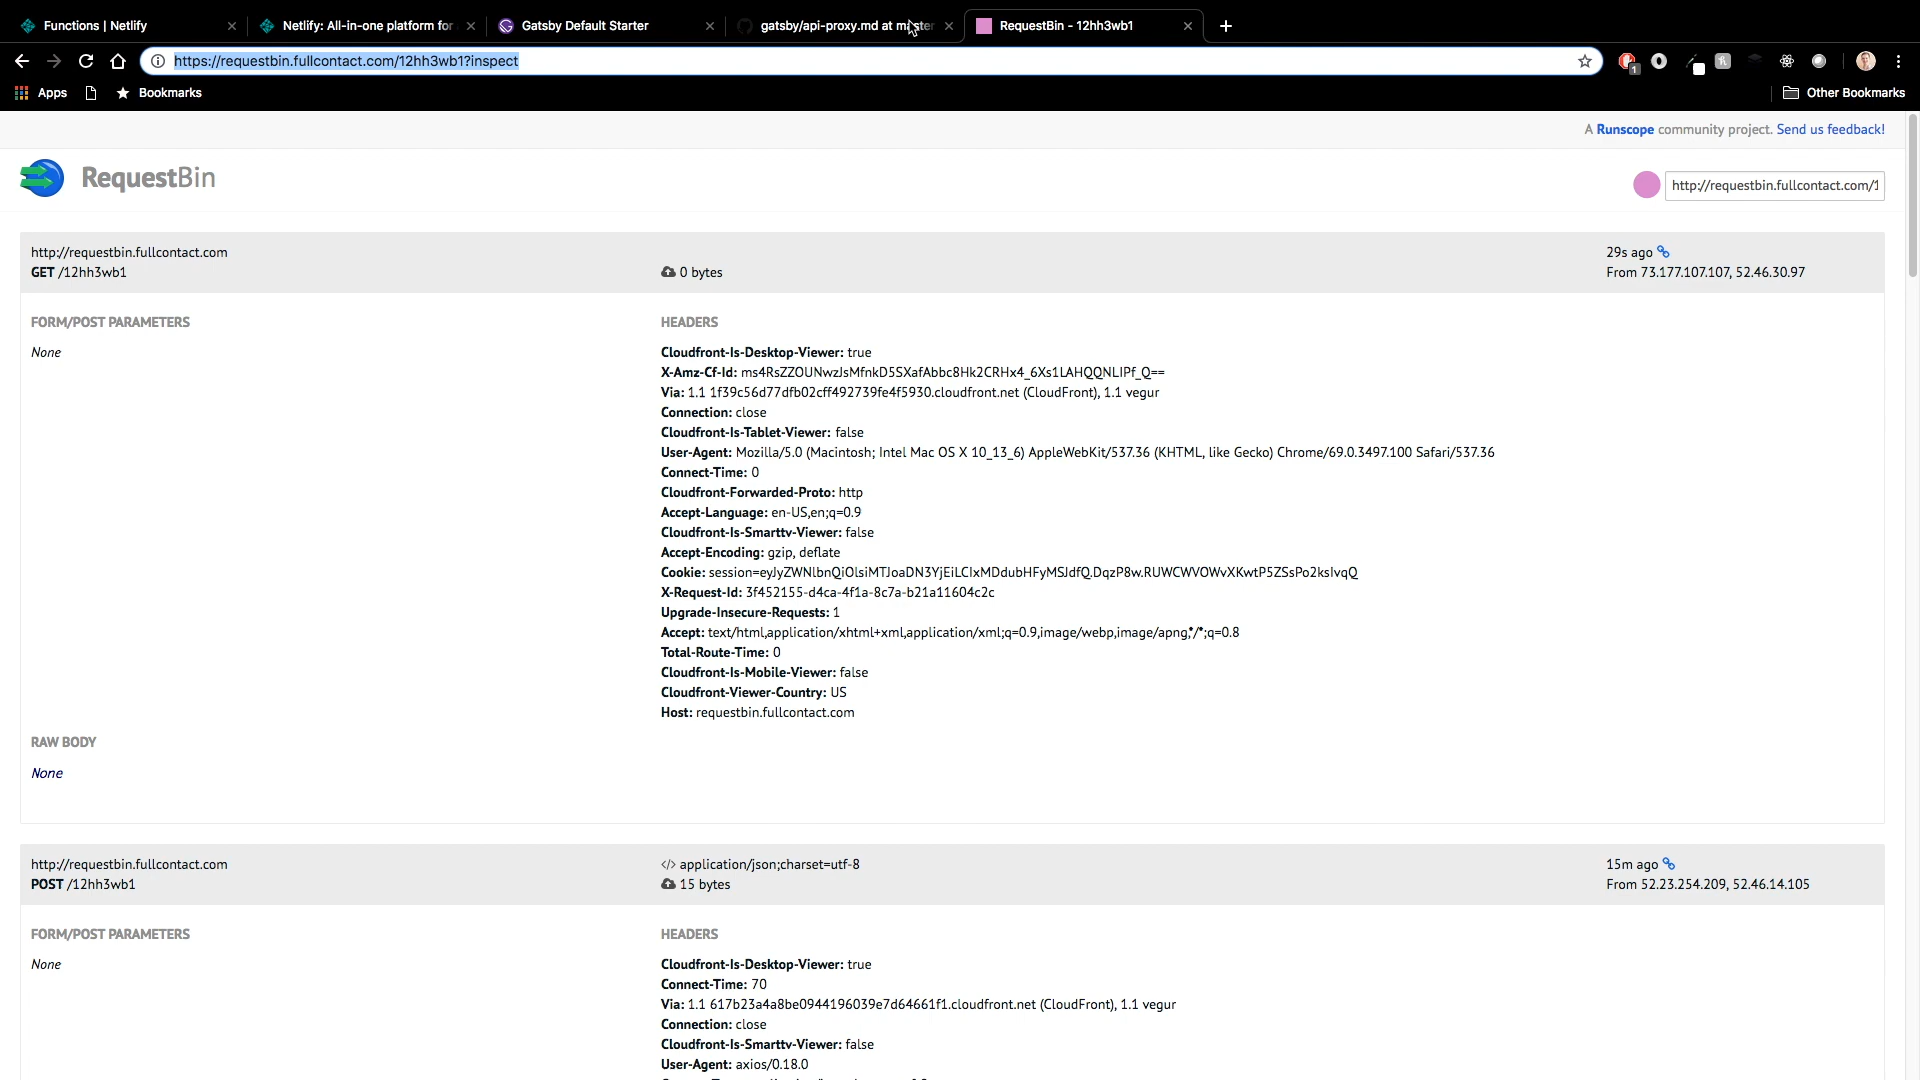 Functions | Netlify
Netlify: All-in-one platform for
Gatsby Default Starter
gatsby/api-proxy.md at master
RequestBin - 12hh3wb1
https://requestbin.fullcontact.com/12hh3wb1?inspect
1
Apps
Bookmarks
Other Bookmarks
A Runscope community project. Send us feedback!
RequestBin
http://requestbin.fullcontact.com/1
http://requestbin.fullcontact.com
29s ago
GET /12hh3wb1
0 bytes
From 73.177.107.107, 52.46.30.97
FORM/POST PARAMETERS
None
HEADERS
Cloudfront-Is-Desktop-Viewer: true
X-Amz-Cf-Id: ms4RsZZOUNwzJsMfnkD5SXafAbbc8Hk2CRHx4_6Xs1LAHQQNLIPf_Q==
Via: 1.1 1f39c56d77dfb02cff492739fe4f5930.cloudfront.net (CloudFront), 1.1 vegur
Connection: close
Cloudfront-Is-Tablet-Viewer: false
User-Agent: Mozilla/5.0 (Macintosh; Intel Mac OS X 10_13_6) AppleWebKit/537.36 (KHTML, like Gecko) Chrome/69.0.3497.100 Safari/537.36
Connect-Time: 0
Cloudfront-Forwarded-Proto: http
Accept-Language: en-US,en;q=0.9
Cloudfront-Is-Smarttv-Viewer: false
Accept-Encoding: gzip, deflate
Cookie: session=eyJyZWNlbnQiOlsiMTJoaDN3YjEiLCIxMDdubHFyMSJdfQ.DqzP8w.RUWCWVOWvXKwtP5ZSsPo2ksIvqQ
X-Request-Id: 3f452155-d4ca-4f1a-8c7a-b21a11604c2c
Upgrade-Insecure-Requests: 1
Accept: text/html,application/xhtml+xml,application/xml;q=0.9,image/webp,image/apng,*/*;q=0.8
Total-Route-Time: 0
Cloudfront-Is-Mobile-Viewer: false
Cloudfront-Viewer-Country: US
Host: requestbin.fullcontact.com
RAW BODY
None
http://requestbin.fullcontact.com
</> application/json;charset=utf-8
15m ago
POST /12hh3wb1
15 bytes
From 52.23.254.209, 52.46.14.105
FORM/POST PARAMETERS
None
HEADERS
Cloudfront-Is-Desktop-Viewer: true
Connect-Time: 70
Via: 1.1 617b23a4a8be0944196039e7d64661f1.cloudfront.net (CloudFront), 1.1 vegur
Connection: close
Cloudfront-Is-Smarttv-Viewer: false
User-Agent: axios/0.18.0